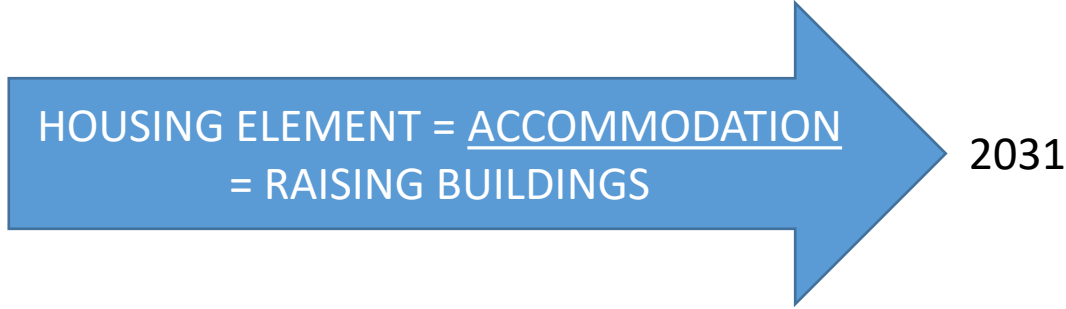 HOUSING ELEMENT = ACCOMMODATION
= RAISING BUILDINGS
2031